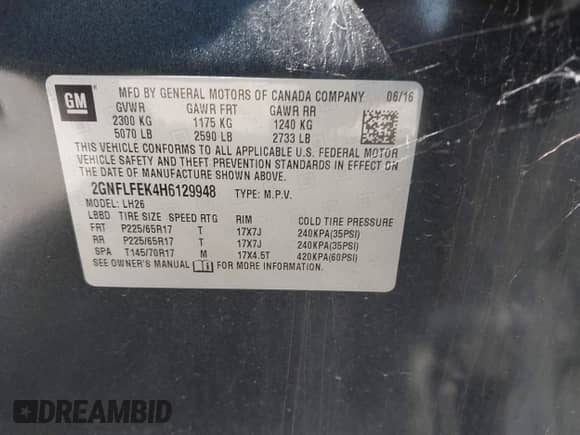 GM
MFD BY GENERAL MOTORS OF CANADA COMPANY 06/16
GVWR GAWR FRT GAWR RR
2300 KG 1175 KG 1240 KG
5070 LB 2590 LB 2733 LB
THIS VEHICLE CONFORMS TO ALL APPLICABLE U.S. FEDERAL MOTOR
VEHICLE SAFETY AND THEFT PREVENTION STANDARDS IN EFFECT ON
THE DATE OF MANUFACTURE SHOWN ABOVE.
2GNFLFEK4H6129948 TYPE: M.P.V.
MODEL: LH26
LBBD TIRE SIZE SPEED RTG RIM COLD TIRE PRESSURE
FRT P225/65R17 T 17X7J 240KPA(35PSI)
RR P225/65R17 T 17X7J 240KPA(35PSI)
SPA T145/70R17 M 17X4.5T 420KPA(60PSI)
SEE OWNER'S MANUAL FOR MORE INFORMATION.
DREAMBID